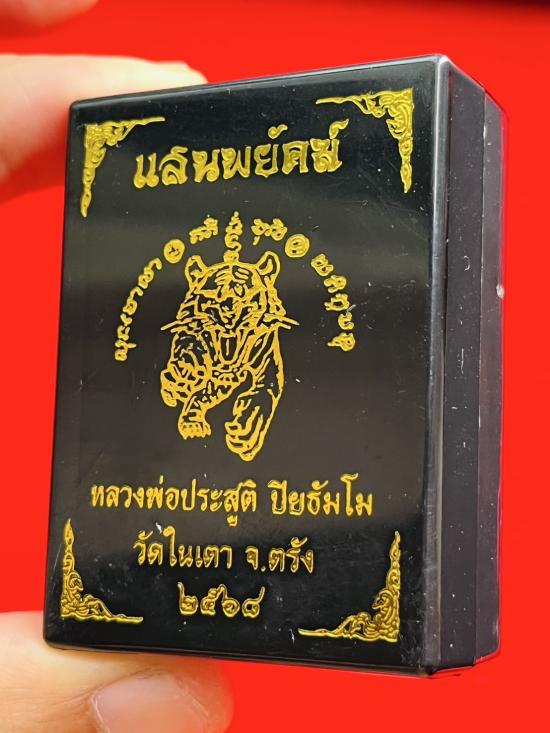 แสนพยัคฆ์
หลวงพ่อประสูติ ปิยธัมโม
วัดในเตา จ.ตรัง
๒๕๖๘